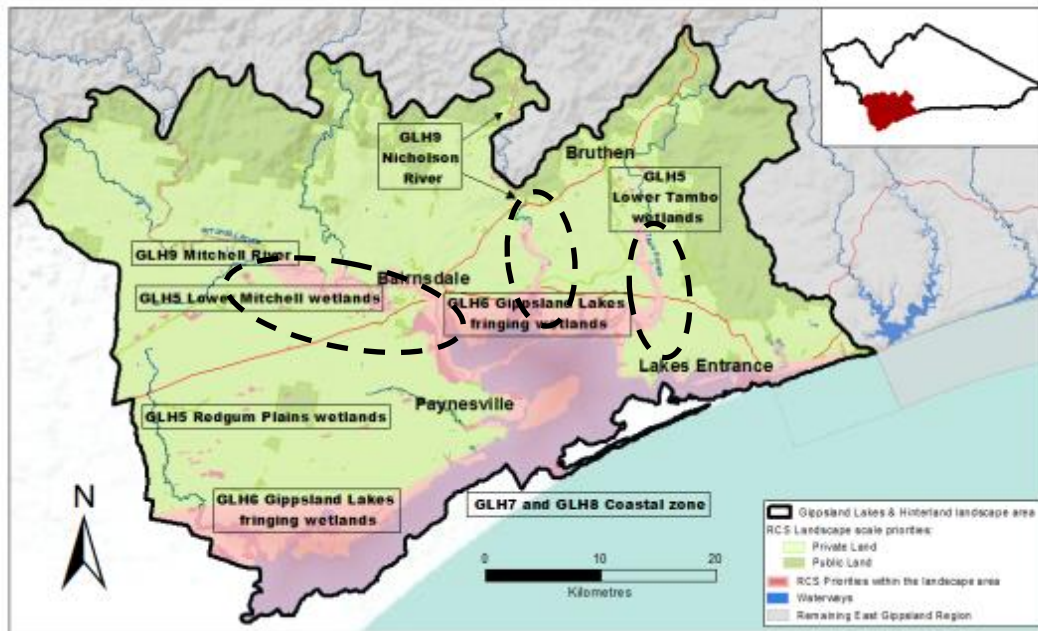 GLH9
Nicholson
River
Bruthen
GLH5
Lower Tambo
wetlands
GLH9 Mitchell River
Bairnsdale
GLH5 Lower Mitchell wetlands
GLH6 Gippsland Lakes
fringing wetlands
Lakes Entrance
Paynesville
GLH5 Redgum Plains wetlands
N
GLH6 Gippsland Lakes
fringing wetlands
GLH7 and GLH8 Coastal zone
0 10 20
Kilometres
Gippsland Lakes & Hinterland landscape area
RCS Landscape scale priorities:
Private Land
Public Land
RCS Priorities within the landscape area
Waterways
Remaining East Gippsland Region